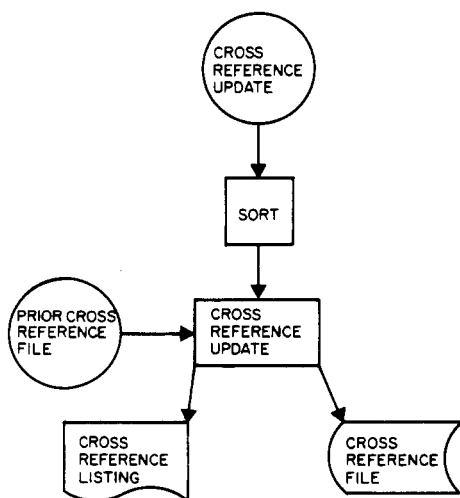 CROSS
REFERENCE
UPDATE
SORT
PRIOR CROSS
REFERENCE
FILE
CROSS
REFERENCE
UPDATE
CROSS
REFERENCE
LISTING
CROSS
REFERENCE
FILE